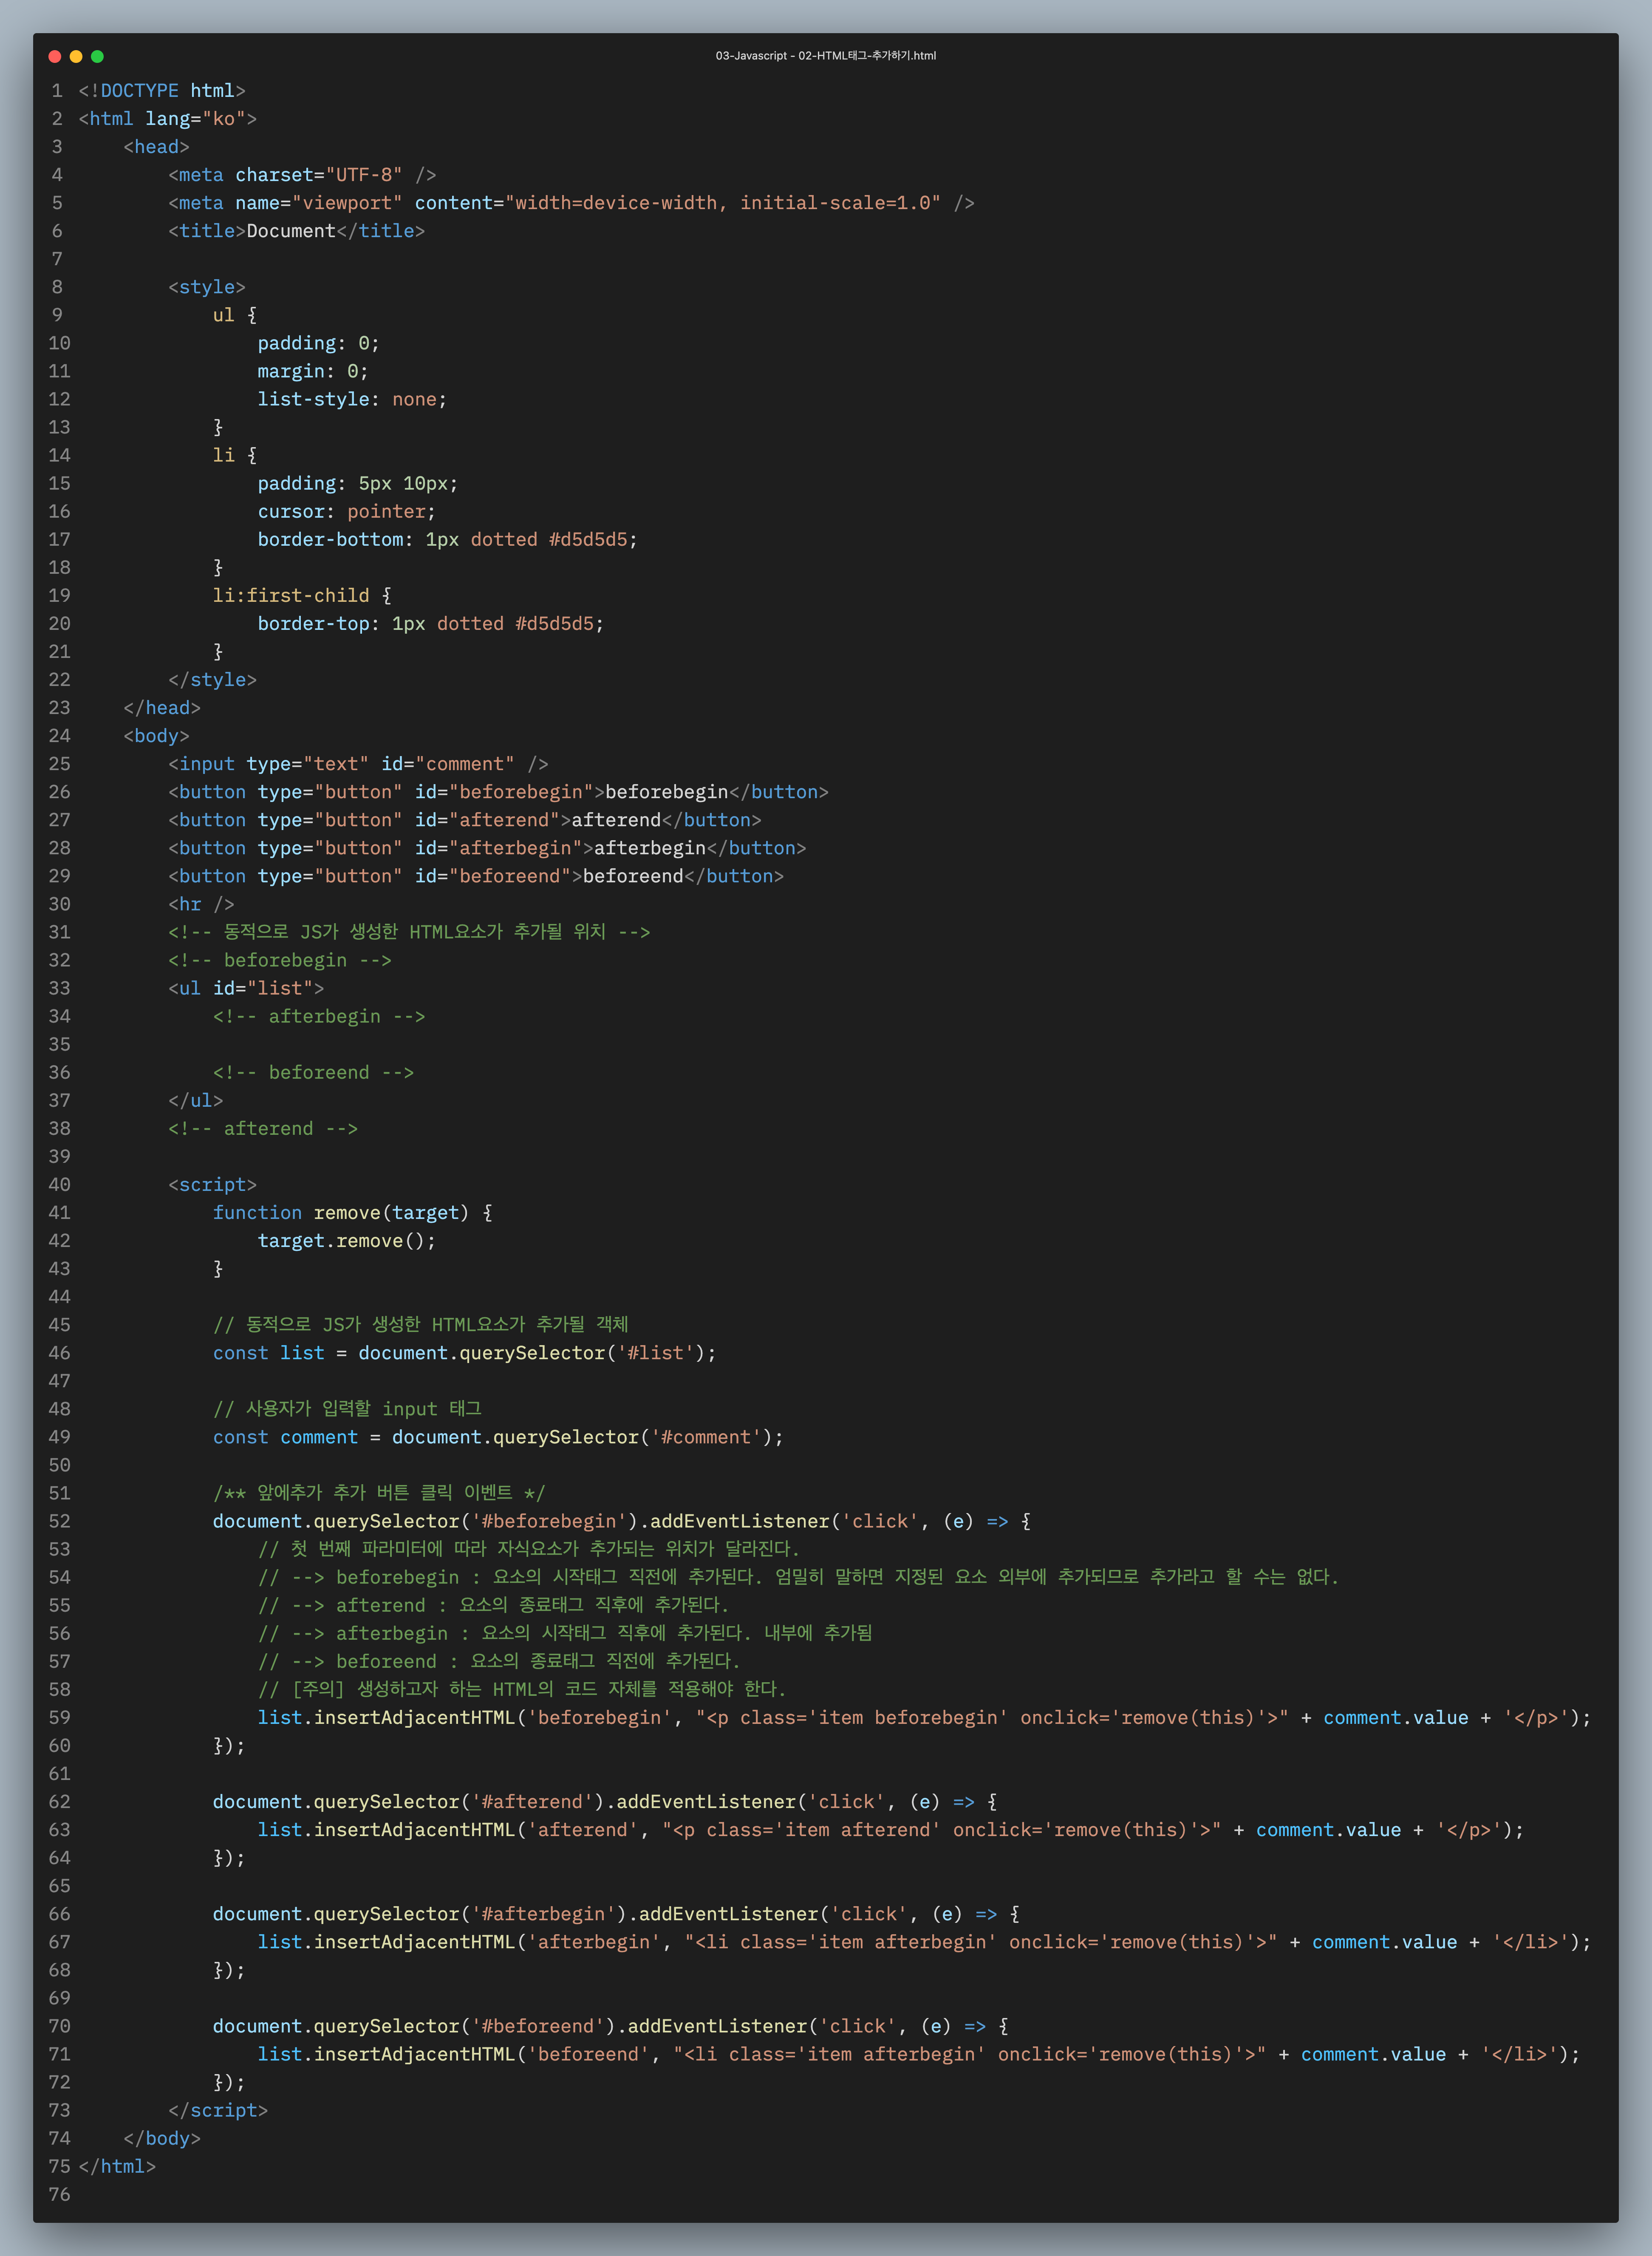 03-Javascript - 02-HTML태그-추가하기.html
1 <!DOCTYPE html>
2 <html lang="ko">
3     <head>
4         <meta charset="UTF-8" />
5         <meta name="viewport" content="width=device-width, initial-scale=1.0" />
6         <title>Document</title>
7
8         <style>
9             ul {
10                 padding: 0;
11                 margin: 0;
12                 list-style: none;
13             }
14             li {
15                 padding: 5px 10px;
16                 cursor: pointer;
17                 border-bottom: 1px dotted #d5d5d5;
18             }
19             li:first-child {
20                 border-top: 1px dotted #d5d5d5;
21             }
22         </style>
23     </head>
24     <body>
25         <input type="text" id="comment" />
26         <button type="button" id="beforebegin">beforebegin</button>
27         <button type="button" id="afterend">afterend</button>
28         <button type="button" id="afterbegin">afterbegin</button>
29         <button type="button" id="beforeend">beforeend</button>
30         <hr />
31         <!-- 동적으로 JS가 생성한 HTML요소가 추가될 위치 -->
32         <!-- beforebegin -->
33         <ul id="list">
34             <!-- afterbegin -->
35
36             <!-- beforeend -->
37         </ul>
38         <!-- afterend -->
39
40         <script>
41             function remove(target) {
42                 target.remove();
43             }
44
45             // 동적으로 JS가 생성한 HTML요소가 추가될 객체
46             const list = document.querySelector('#list');
47
48             // 사용자가 입력할 input 태그
49             const comment = document.querySelector('#comment');
50
51             /** 앞에추가 추가 버튼 클릭 이벤트 */
52             document.querySelector('#beforebegin').addEventListener('click', (e) => {
53                 // 첫 번째 파라미터에 따라 자식요소가 추가되는 위치가 달라진다.
54                 // --> beforebegin : 요소의 시작태그 직전에 추가된다. 엄밀히 말하면 지정된 요소 외부에 추가되므로 추가라고 할 수는 없다.
55                 // --> afterend : 요소의 종료태그 직후에 추가된다.
56                 // --> afterbegin : 요소의 시작태그 직후에 추가된다. 내부에 추가됨
57                 // --> beforeend : 요소의 종료태그 직전에 추가된다.
58                 // [주의] 생성하고자 하는 HTML의 코드 자체를 적용해야 한다.
59                 list.insertAdjacentHTML('beforebegin', "<p class='item beforebegin' onclick='remove(this)'>" + comment.value + '</p>');
60             });
61
62             document.querySelector('#afterend').addEventListener('click', (e) => {
63                 list.insertAdjacentHTML('afterend', "<p class='item afterend' onclick='remove(this)'>" + comment.value + '</p>');
64             });
65
66             document.querySelector('#afterbegin').addEventListener('click', (e) => {
67                 list.insertAdjacentHTML('afterbegin', "<li class='item afterbegin' onclick='remove(this)'>" + comment.value + '</li>');
68             });
69
70             document.querySelector('#beforeend').addEventListener('click', (e) => {
71                 list.insertAdjacentHTML('beforeend', "<li class='item afterbegin' onclick='remove(this)'>" + comment.value + '</li>');
72             });
73         </script>
74     </body>
75 </html>
76